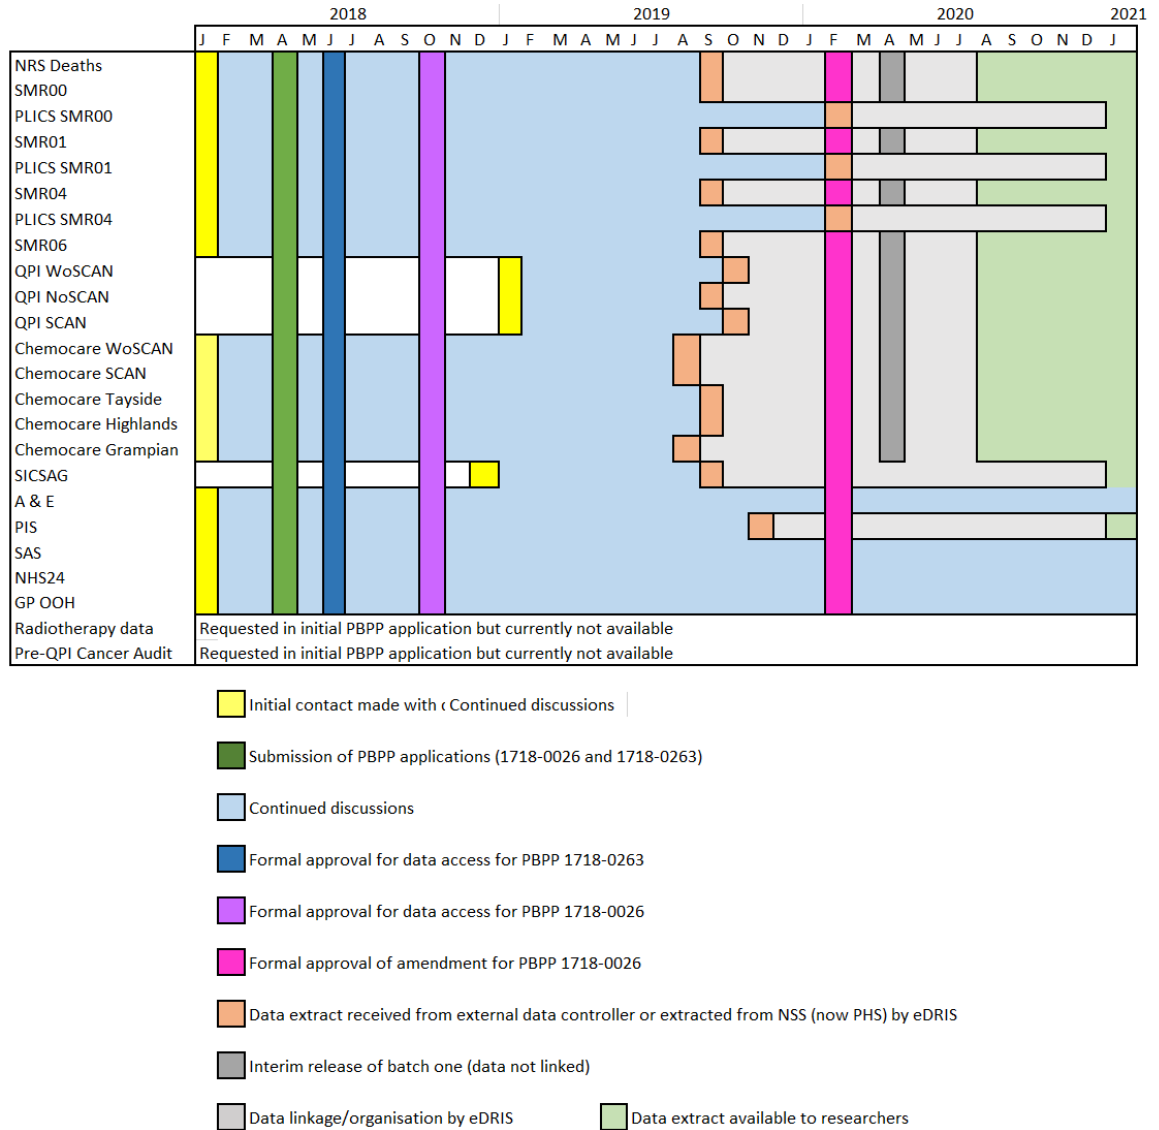 2018 2019 2020 2021
J F M A M J J A S O N D J F M A M J J A S O N D J F M A M J J A S O N D J
NRS Deaths
SMR00
PLICS SMR00
SMR01
PLICS SMR01
SMR04
PLICS SMR04
SMR06
QPI WoSCAN
QPI NoSCAN
QPI SCAN
Chemocare WoSCAN
Chemocare SCAN
Chemocare Tayside
Chemocare Highlands
Chemocare Grampian
SICSAG
A & E
PIS
SAS
NHS24
GP OOH
Radiotherapy data Requested in initial PBPP application but currently not available
Pre-QPI Cancer Audit Requested in initial PBPP application but currently not available
Initial contact made with Continued discussions
Submission of PBPP applications (1718-0026 and 1718-0263)
Continued discussions
Formal approval for data access for PBPP 1718-0263
Formal approval for data access for PBPP 1718-0026
Formal approval of amendment for PBPP 1718-0026
Data extract received from external data controller or extracted from NSS (now PHS) by eDRIS
Interim release of batch one (data not linked)
Data linkage/organisation by eDRIS Data extract available to researchers